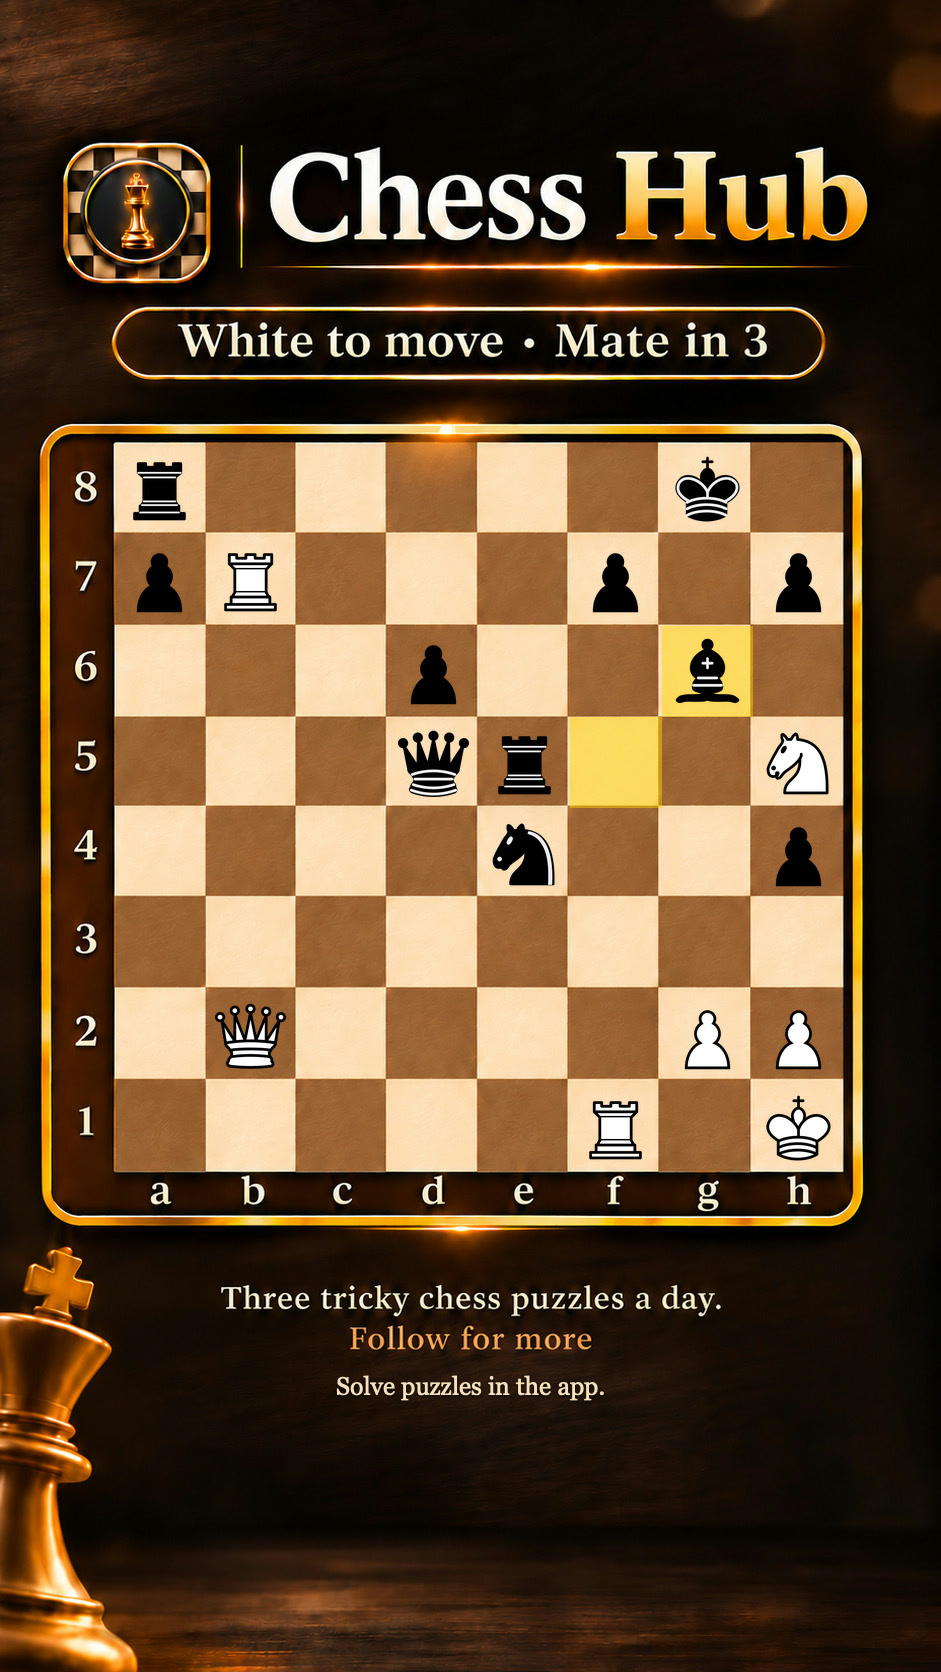 Chess Hub
White to move • Mate in 3
8
7
6
5
4
3
2
1
a b c d e f g h
Three tricky chess puzzles a day.
Follow for more
Solve puzzles in the app.